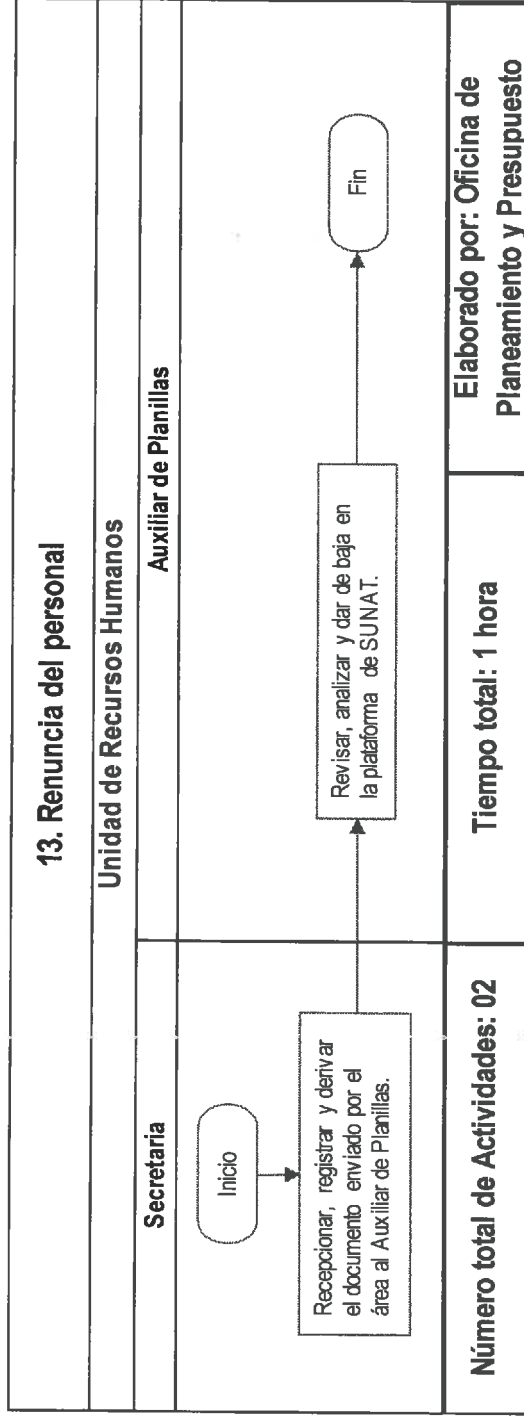 13. Renuncia del personal
Unidad de Recursos Humanos
Secretaria
Auxiliar de Planillas
Inicio
Recepcionar, registrar y derivar
el documento enviado por el
área al Auxiliar de Planillas.
Revisar, analizar y dar de baja en
la plataforma de SUNAT.
Fin
Número total de Actividades: 02
Tiempo total: 1 hora
Elaborado por: Oficina de
Planeamiento y Presupuesto